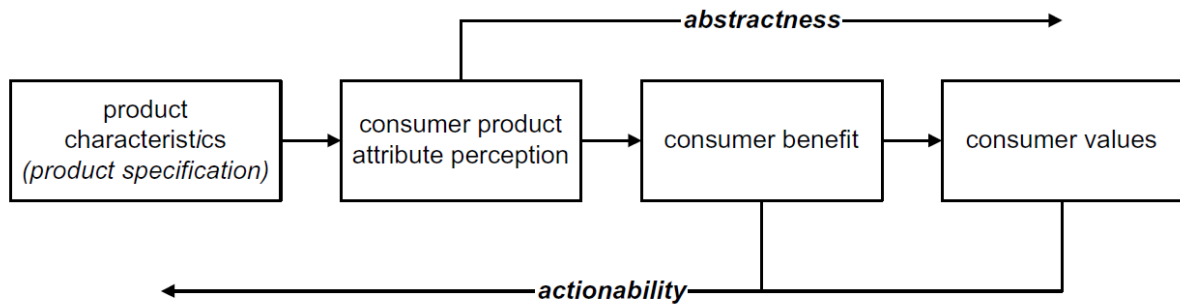 abstractness
product
characteristics
(product specification)
consumer product
attribute perception
consumer benefit
consumer values
actionability